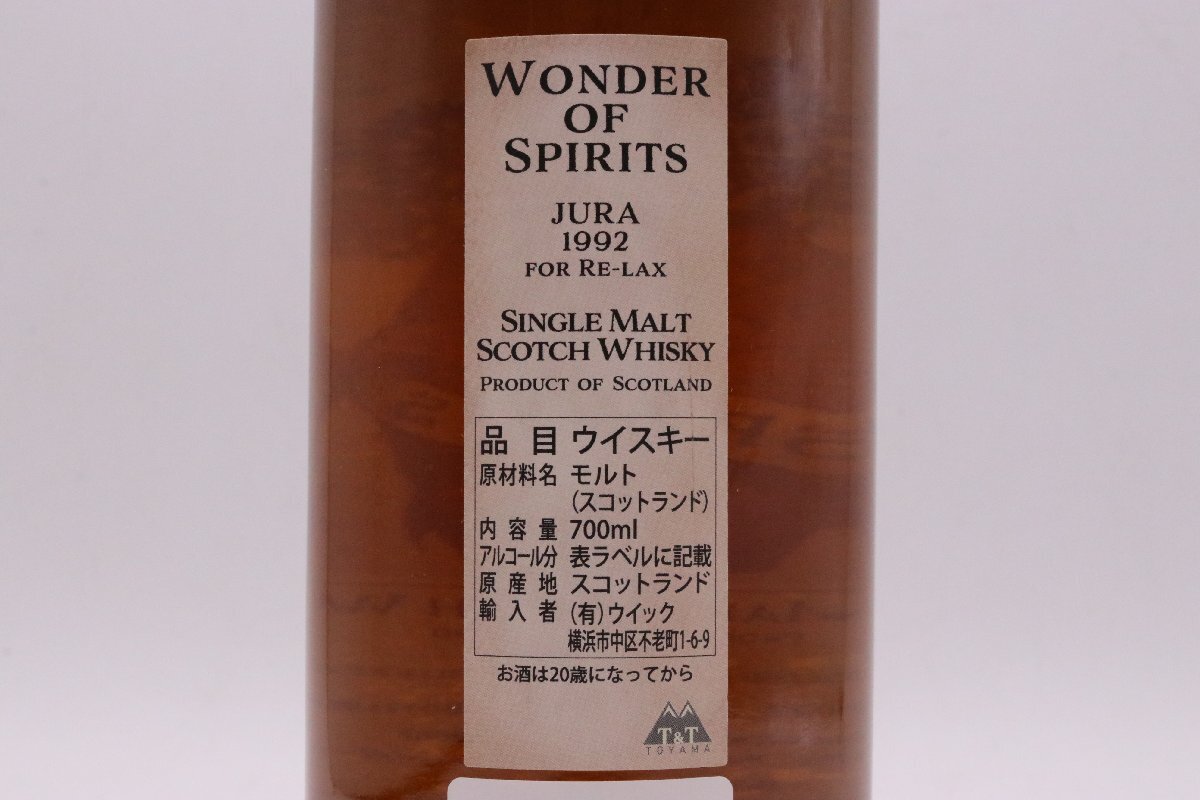 WONDER
OF
SPIRITS
JURA
1992
FOR RE-LAX
SINGLE MALT
SCOTCH WHISKY
PRODUCT OF SCOTLAND
品目 ウイスキー
原材料名 モルト
(スコットランド)
内容量 700ml
アルコール分 表ラベルに記載
原産地 スコットランド
輸入者 (有)ウイック
横浜市中区不老町1-6-9
お酒は20歳になってから
T&T
TOYAMA